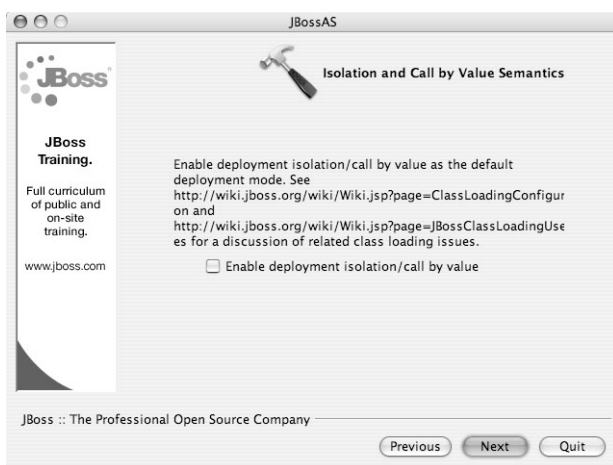 JBossAS
JBoss
Isolation and Call by Value Semantics
JBoss
Training.
Full curriculum
of public and
on-site
training.
www.jboss.com
Enable deployment isolation/call by value as the default
deployment mode. See
http://wiki.jboss.org/wiki/Wiki.jsp?page=ClassLoadingConfigur
on and
http://wiki.jboss.org/wiki/Wiki.jsp?page=JBossClassLoadingUse
es for a discussion of related class loading issues.
Enable deployment isolation/call by value
JBoss :: The Professional Open Source Company
Previous Next Quit